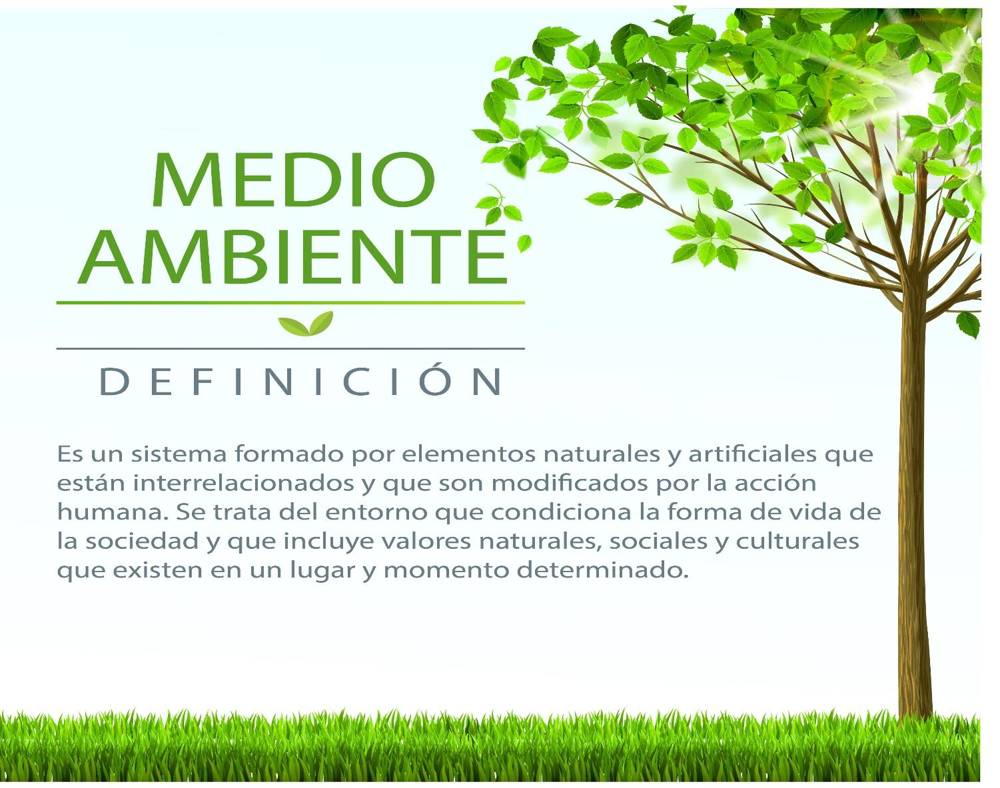 MEDIO
AMBIENTE
DEFINICIÓN
Es un sistema formado por elementos naturales y artificiales que
están interrelacionados y que son modificados por la acción
humana. Se trata del entorno que condiciona la forma de vida de
la sociedad y que incluye valores naturales, sociales y culturales
que existen en un lugar y momento determinado.